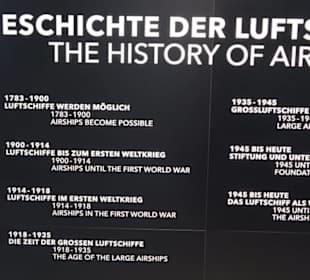 ESCHICHTE DER LUFTS
THE HISTORY OF AIR
1783-1900
LUFTSCHIFFE WERDEN MÖGLICH
1783-1900
AIRSHIPS BECOME POSSIBLE
1900-1914
LUFTSCHIFFE BIS ZUM ERSTEN WELTKRIEG
1900-1914
AIRSHIPS UNTIL THE FIRST WORLD WAR
1914-1918
LUFTSCHIFFE IM ERSTEN WELTKRIEG
1914-1918
AIRSHIPS IN THE FIRST WORLD WAR
1918-1935
DIE ZEIT DER GROSSEN LUFTSCHIFFE
1918-1935
THE AGE OF THE LARGE AIRSHIPS
1935-1945
GROSSLUFTSCHIFFE
1935-19
LARGE A
1945 BIS HEUTE
STIFTUNG UND UNTE
1945 UNT
FOUNDAT
1945 BIS HEUTE
DAS LUFTSCHIFF ALS
1945 UNTI
THE AIRSH